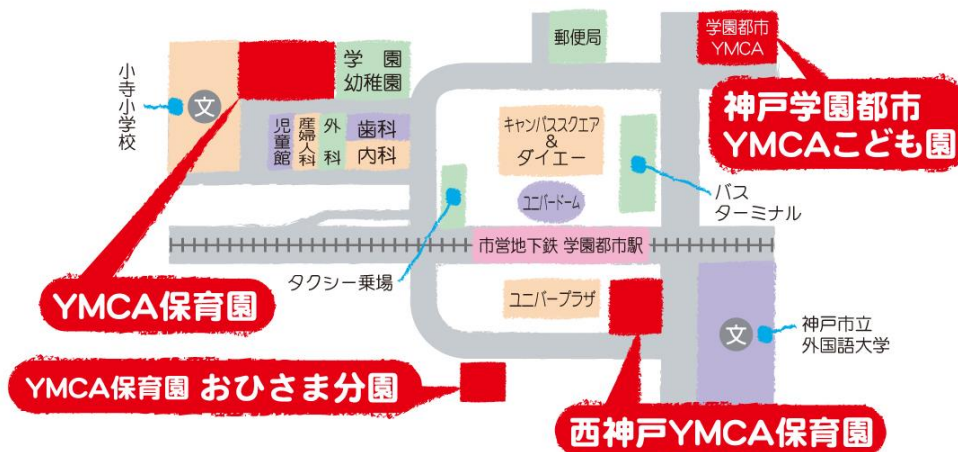 学園都市
YMCA
郵便局
学園
幼稚園
小寺小学校
文
神戸学園都市
YMCAこども園
児童館
産婦人科
外科
歯科
内科
キャンパススクエア
&
ダイエー
ユニバードーム
バス
ターミナル
市営地下鉄 学園都市駅
タクシー乗場
YMCA保育園
ユニバープラザ
文
神戸市立
外国語大学
YMCA保育園 おひさま分園
西神戸YMCA保育園